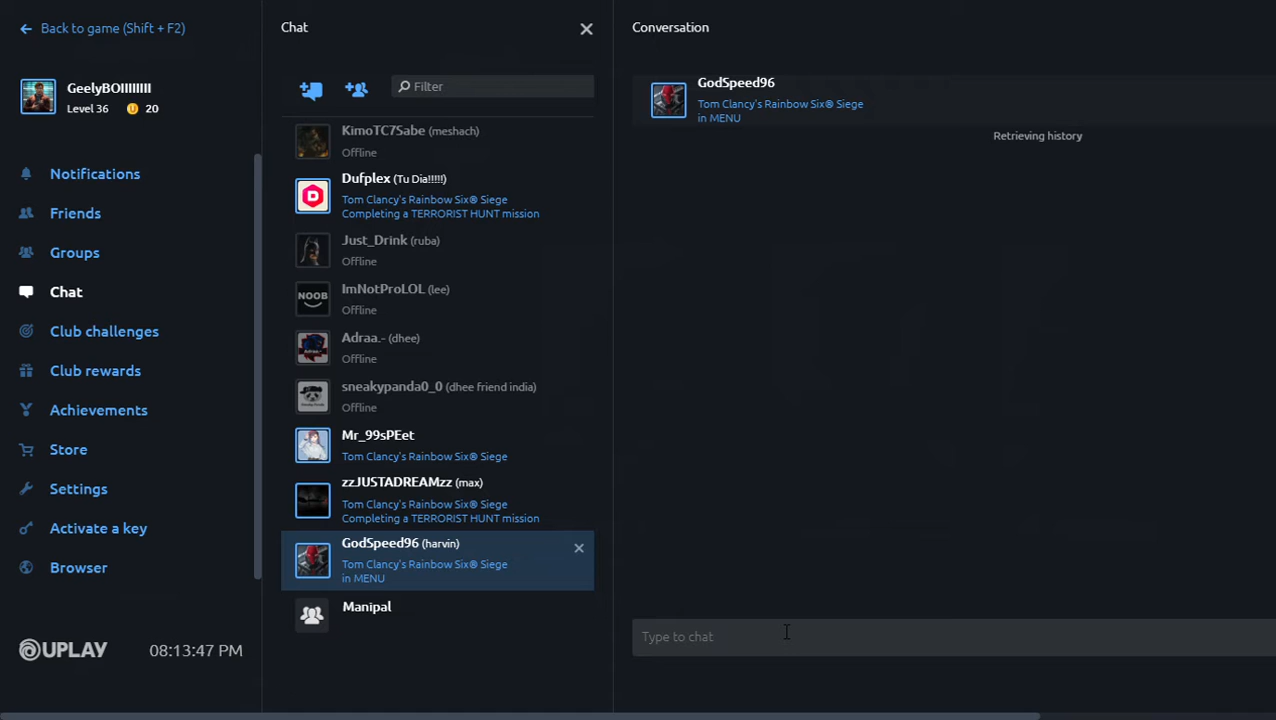 Back to game (Shift + F2)
GeelyBOIIIIIIII
Level 36
20
Notifications
Friends
Groups
Chat
Club challenges
Club rewards
Achievements
Store
Settings
Activate a key
Browser
UPLAY
08:13:47 PM
Chat
Filter
KimoTC7Sabe (meshach)
Offline
D
Dufplex (Tu Dia!!!!!)
Tom Clancy's Rainbow Six® Siege
Completing a TERRORIST HUNT mission
Just_Drink (ruba)
Offline
NOOB
ImNotProLOL (lee)
Offline
Adraa.- (dhee)
Offline
sneakypanda0_0 (dhee friend india)
Offline
Mr_99sPEet
Tom Clancy's Rainbow Six® Siege
zzJUSTADREAMzz (max)
Tom Clancy's Rainbow Six® Siege
Completing a TERRORIST HUNT mission
GodSpeed96 (harvin)
Tom Clancy's Rainbow Six® Siege
in MENU
Manipal
Conversation
GodSpeed96
Tom Clancy's Rainbow Six® Siege
in MENU
Retrieving history
Type to chat